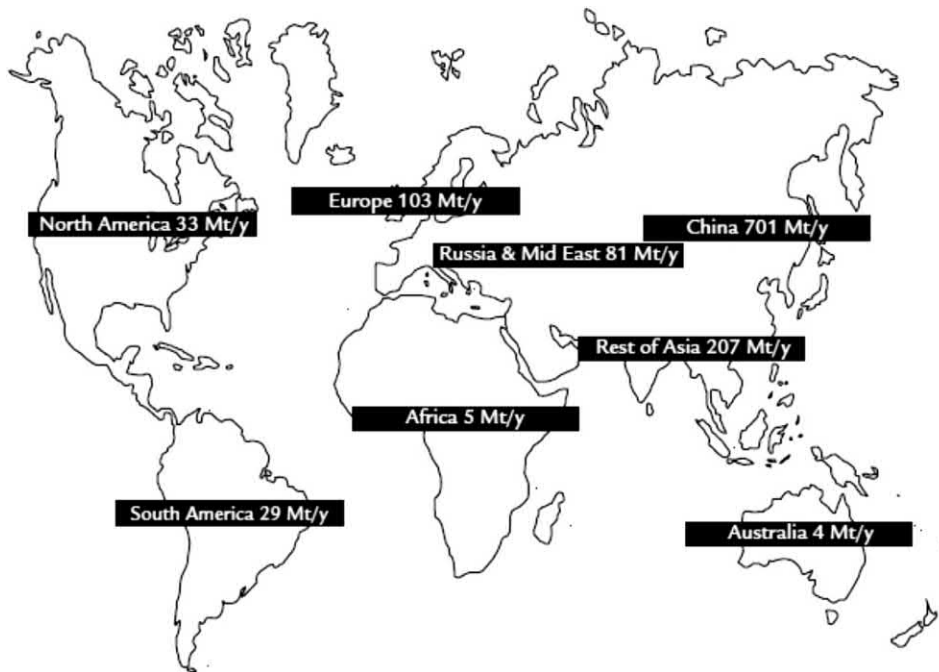 Europe 103 Mt/y
North America 33 Mt/y
China 701 Mt/y
Russia & Mid East 81 Mt/y
Rest of Asia 207 Mt/y
Africa 5 Mt/y
South America 29 Mt/y
Australia 4 Mt/y